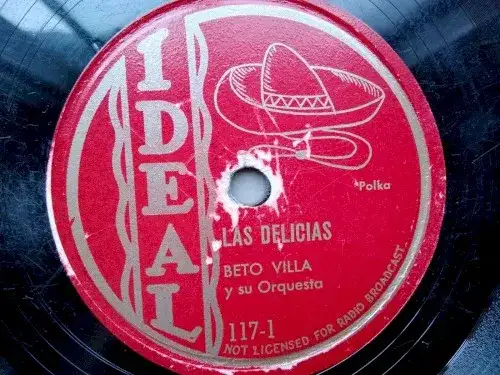 IDEAL
Polka
LAS DELICIAS
BETO VILLA
y su Orquesta
117-1
NOT LICENSED FOR RADIO BROADCAST